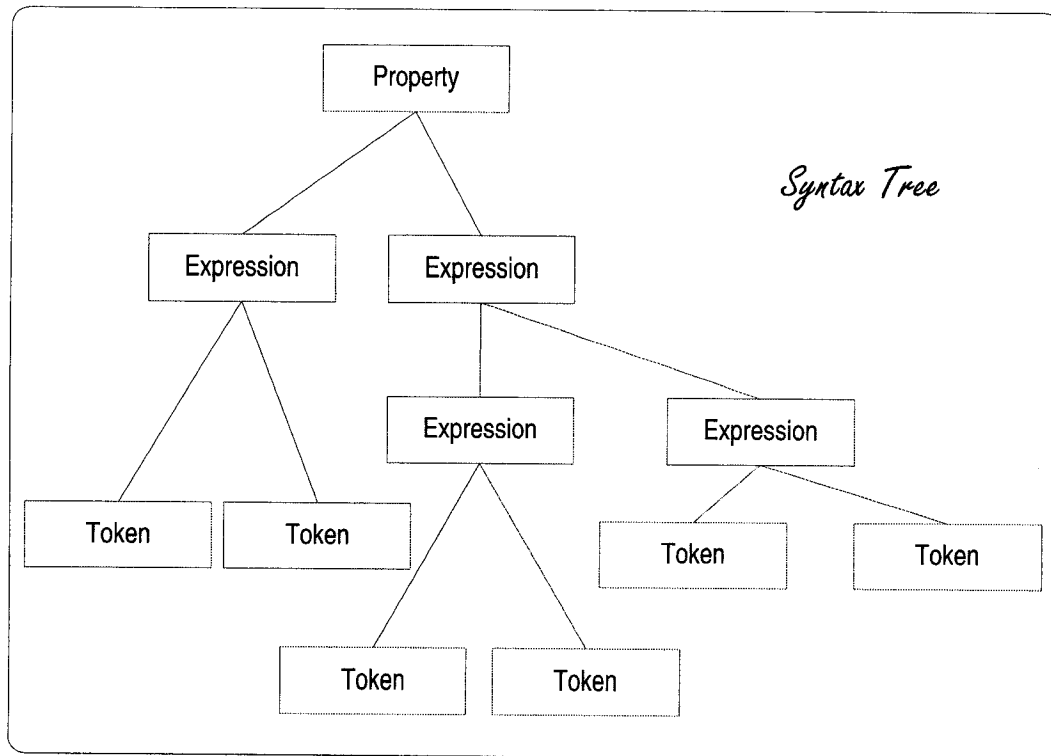 Property
Syntax Tree
Expression
Expression
Expression
Expression
Token
Token
Token
Token
Token
Token